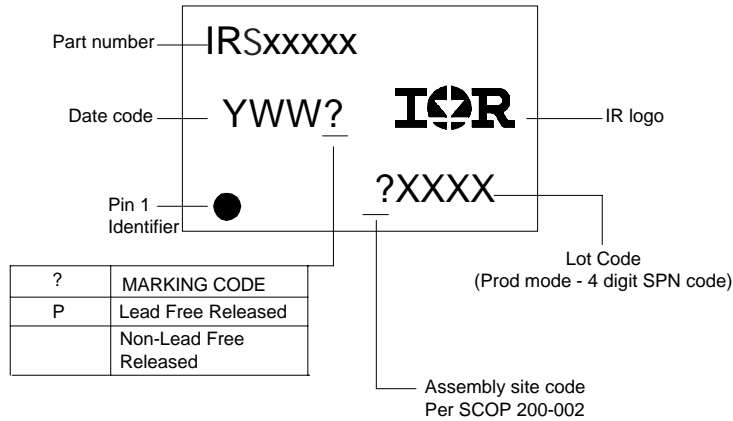 Part number
IRSxxxxx
Date code
YWW?
IOR
IR logo
Pin 1
Identifier
?XXXX
Lot Code
(Prod mode - 4 digit SPN code)
? MARKING CODE
P Lead Free Released
Non-Lead Free
Released
Assembly site code
Per SCOP 200-002